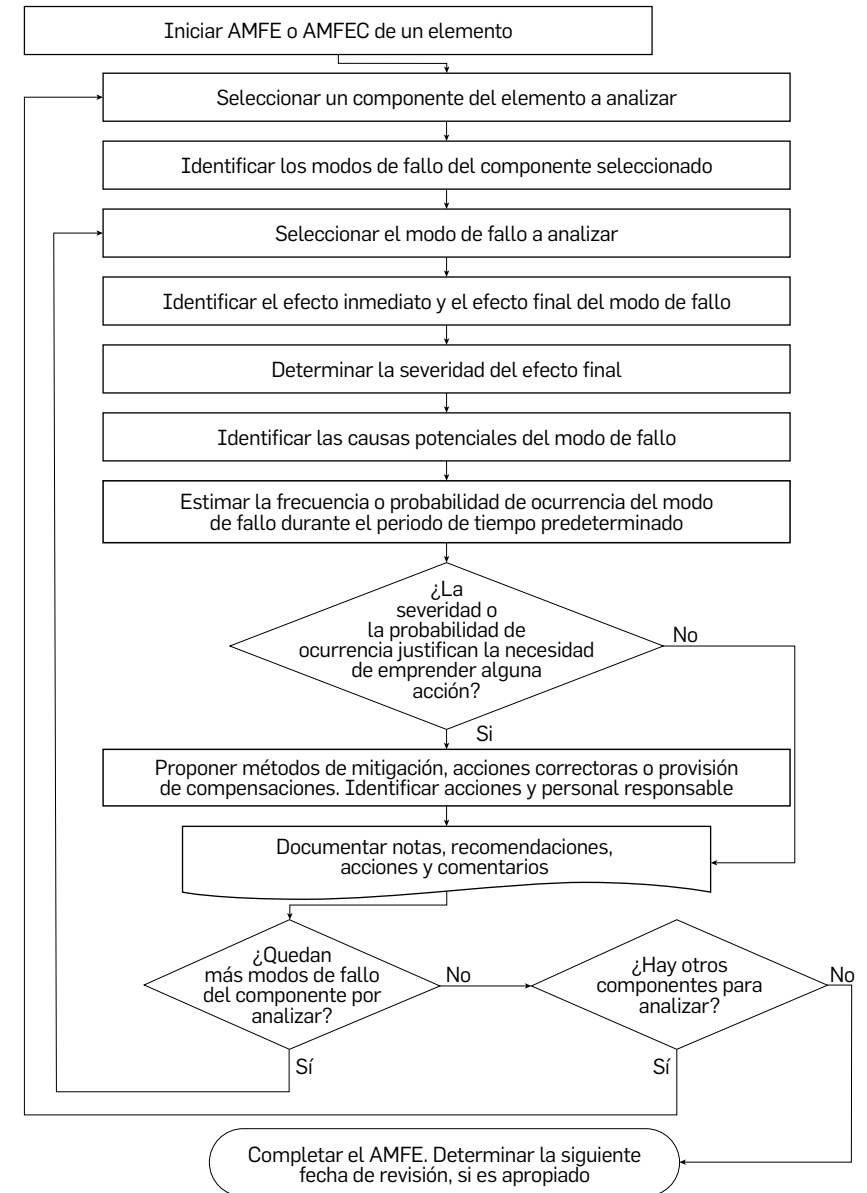 Iniciar AMFE o AMFEC de un elemento
Seleccionar un componente del elemento a analizar
Identificar los modos de fallo del componente seleccionado
Seleccionar el modo de fallo a analizar
Identificar el efecto inmediato y el efecto final del modo de fallo
Determinar la severidad del efecto final
Identificar las causas potenciales del modo de fallo
Estimar la frecuencia o probabilidad de ocurrencia del modo
de fallo durante el periodo de tiempo predeterminado
¿La
severidad o
la probabilidad de
ocurrencia justifican la necesidad
de emprender alguna
acción?
No
Si
Proponer métodos de mitigación, acciones correctoras o provisión
de compensaciones. Identificar acciones y personal responsable
Documentar notas, recomendaciones,
acciones y comentarios
¿Quedan
más modos de fallo
del componente por
analizar?
No
Sí
¿Hay otros
componentes para
analizar?
No
Sí
Completar el AMFE. Determinar la siguiente
fecha de revisión, si es apropiado